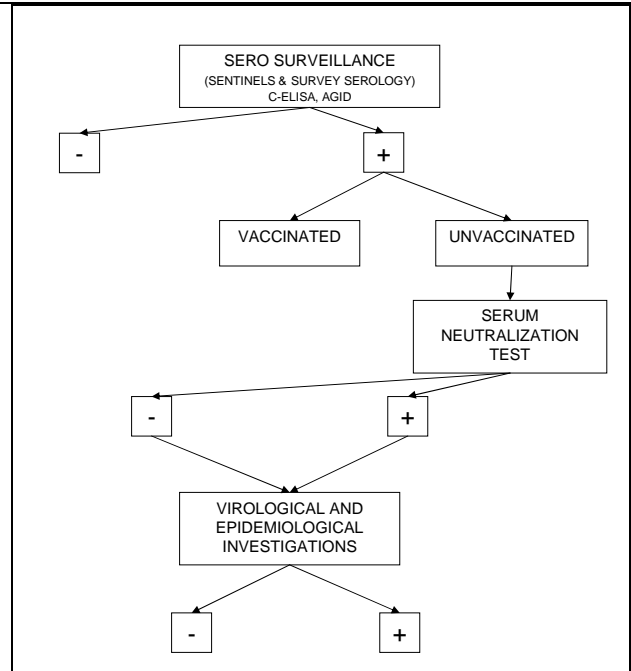 SERO SURVEILLANCE
(SENTINELS & SURVEY SEROLOGY)
C-ELISA, AGID
-
+
VACCINATED
UNVACCINATED
SERUM
NEUTRALIZATION
TEST
-
+
VIROLOGICAL AND
EPIDEMIOLOGICAL
INVESTIGATIONS
-
+